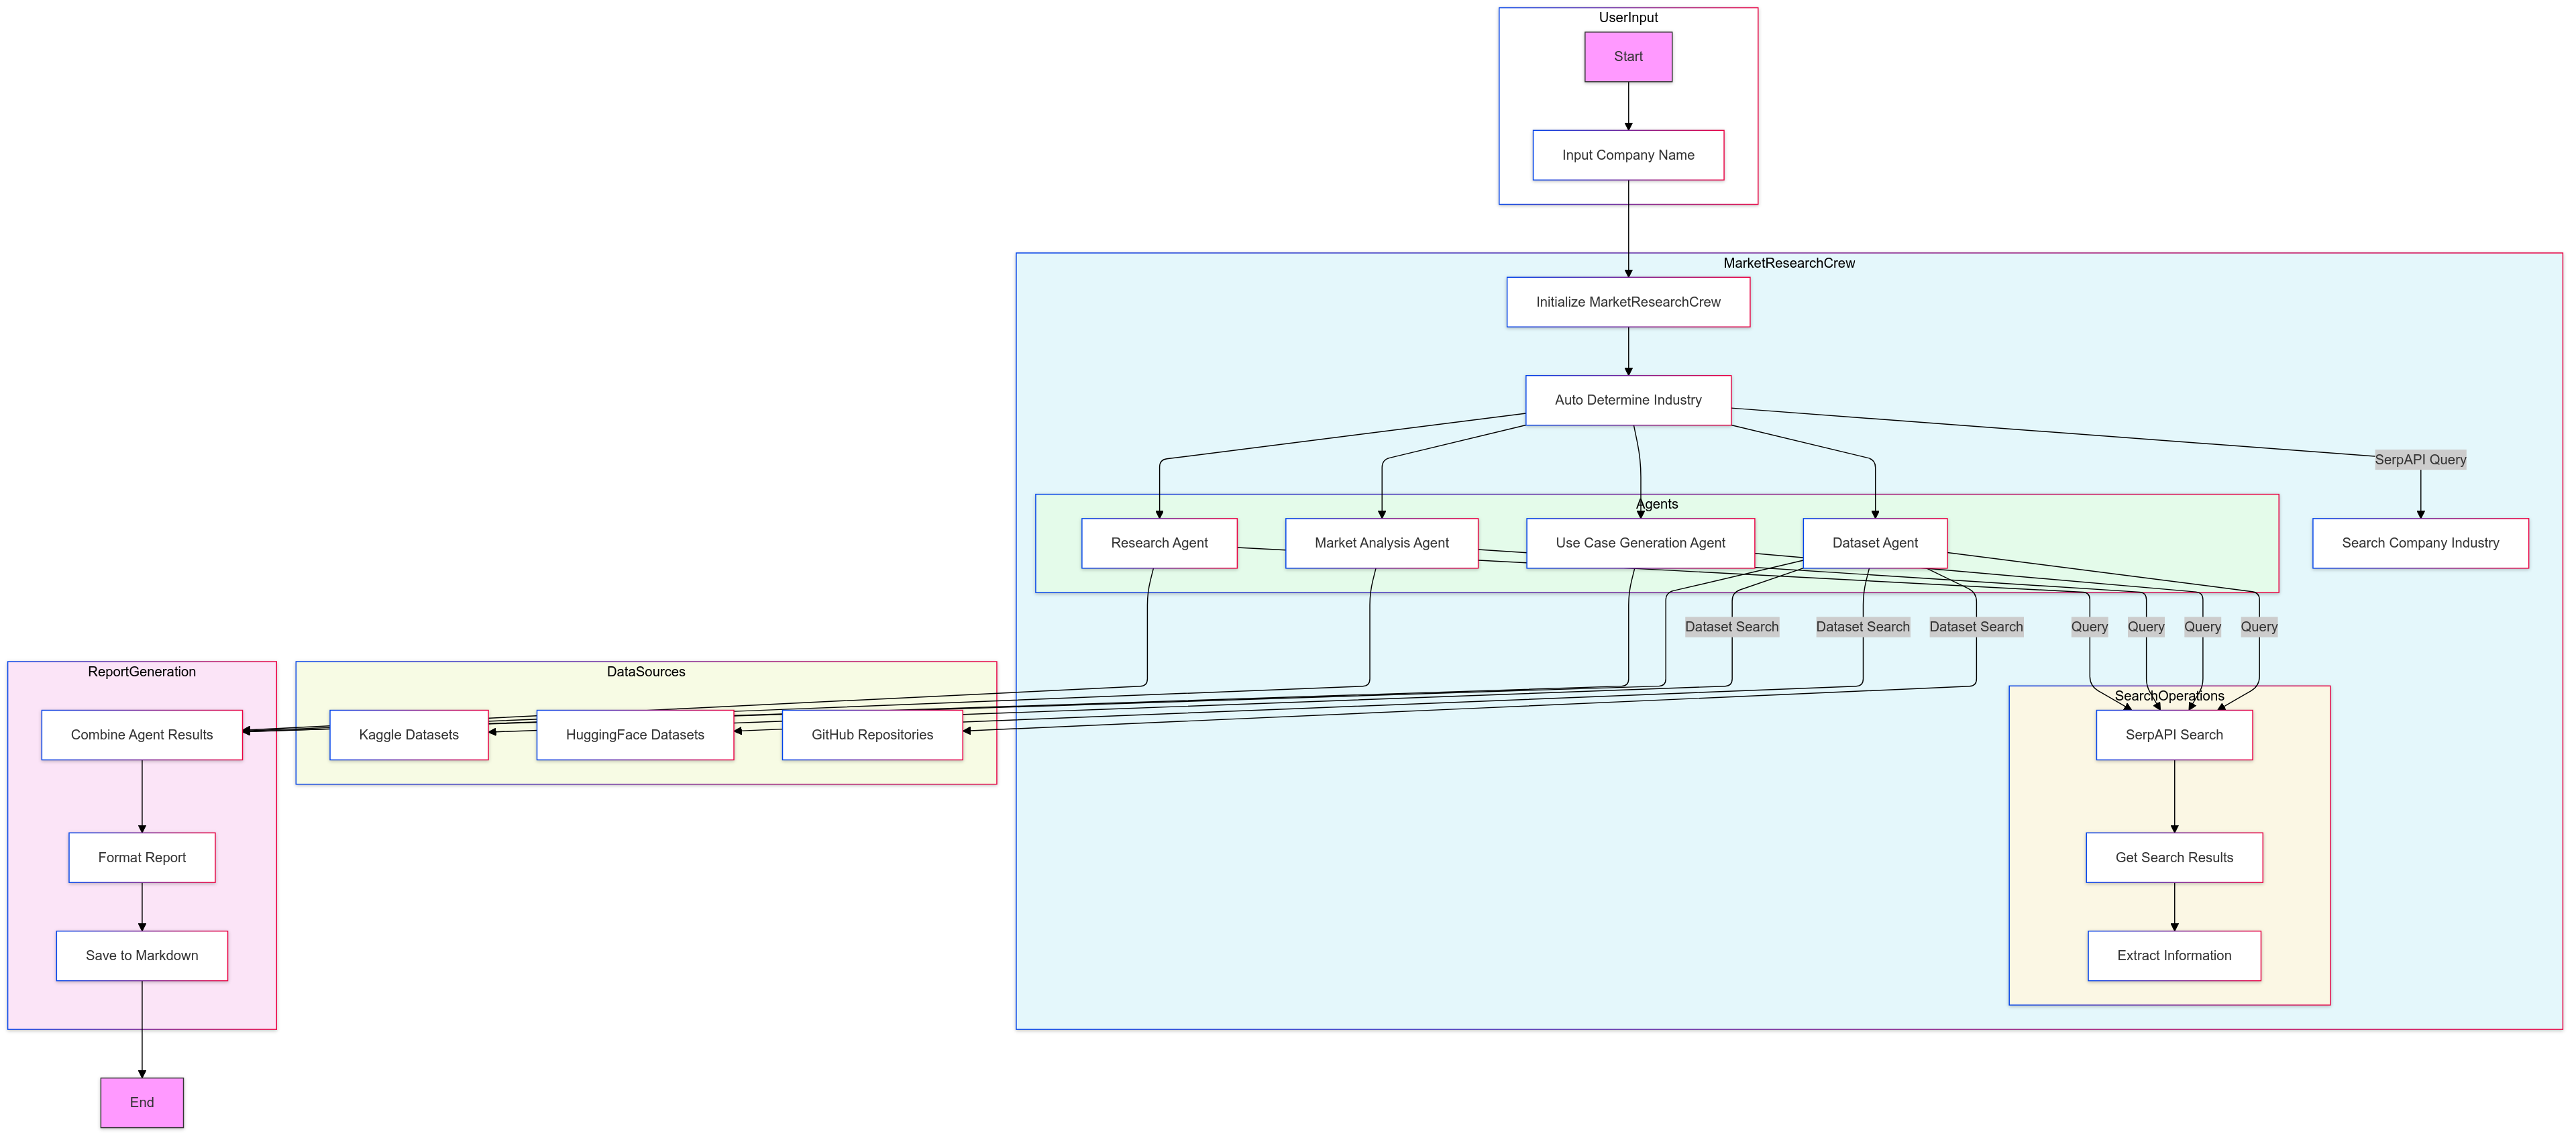 UserInput
Start
Input Company Name
MarketResearchCrew
Initialize MarketResearchCrew
Auto Determine Industry
SerpAPI Query
Agents
Research Agent
Market Analysis Agent
Use Case Generation Agent
Dataset Agent
Search Company Industry
Dataset Search
Dataset Search
Dataset Search
Query
Query
Query
Query
ReportGeneration
DataSources
SearchOperations
Combine Agent Results
Kaggle Datasets
HuggingFace Datasets
GitHub Repositories
SerpAPI Search
Format Report
Get Search Results
Save to Markdown
Extract Information
End